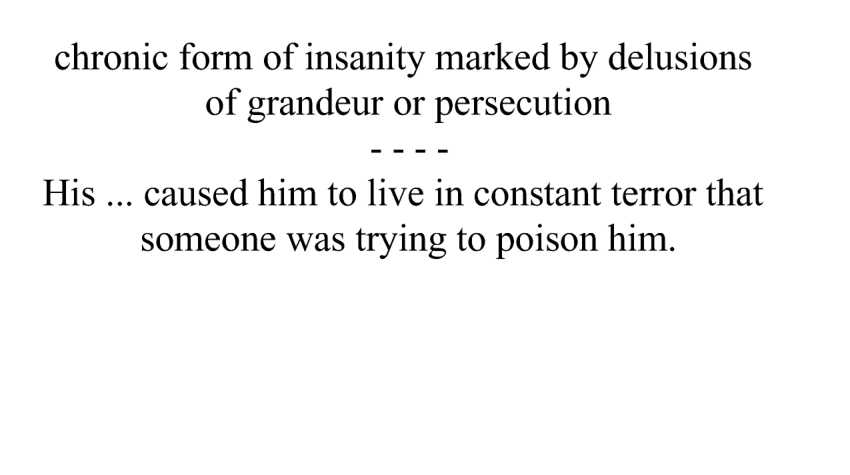 chronic form of insanity marked by delusions
of grandeur or persecution
- - - -
His ... caused him to live in constant terror that
someone was trying to poison him.